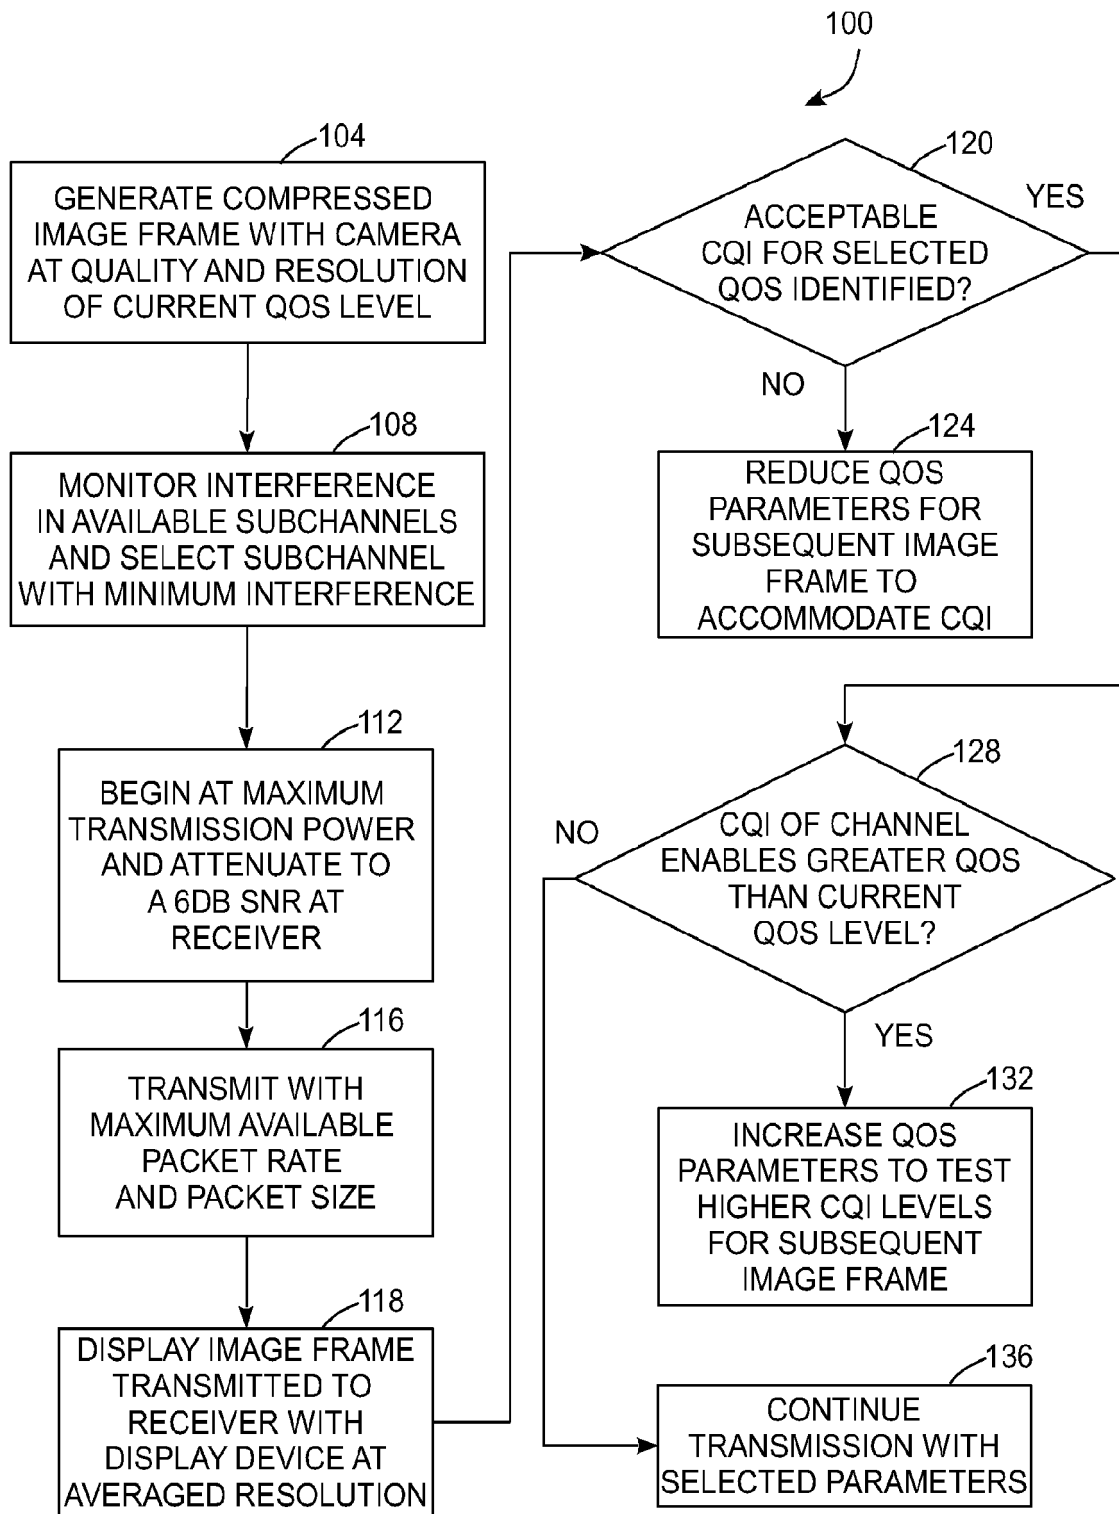 100
104
GENERATE COMPRESSED
IMAGE FRAME WITH CAMERA
AT QUALITY AND RESOLUTION
OF CURRENT QOS LEVEL
108
MONITOR INTERFERENCE
IN AVAILABLE SUBCHANNELS
AND SELECT SUBCHANNEL
WITH MINIMUM INTERFERENCE
112
BEGIN AT MAXIMUM
TRANSMISSION POWER
AND ATTENUATE TO
A 6DB SNR AT
RECEIVER
116
TRANSMIT WITH
MAXIMUM AVAILABLE
PACKET RATE
AND PACKET SIZE
118
DISPLAY IMAGE FRAME
TRANSMITTED TO
RECEIVER WITH
DISPLAY DEVICE AT
AVERAGED RESOLUTION
120
ACCEPTABLE
CQI FOR SELECTED
QOS IDENTIFIED?
YES
NO
124
REDUCE QOS
PARAMETERS FOR
SUBSEQUENT IMAGE
FRAME TO
ACCOMMODATE CQI
128
CQI OF CHANNEL
ENABLES GREATER QOS
THAN CURRENT
QOS LEVEL?
NO
YES
132
INCREASE QOS
PARAMETERS TO TEST
HIGHER CQI LEVELS
FOR SUBSEQUENT
IMAGE FRAME
136
CONTINUE
TRANSMISSION WITH
SELECTED PARAMETERS